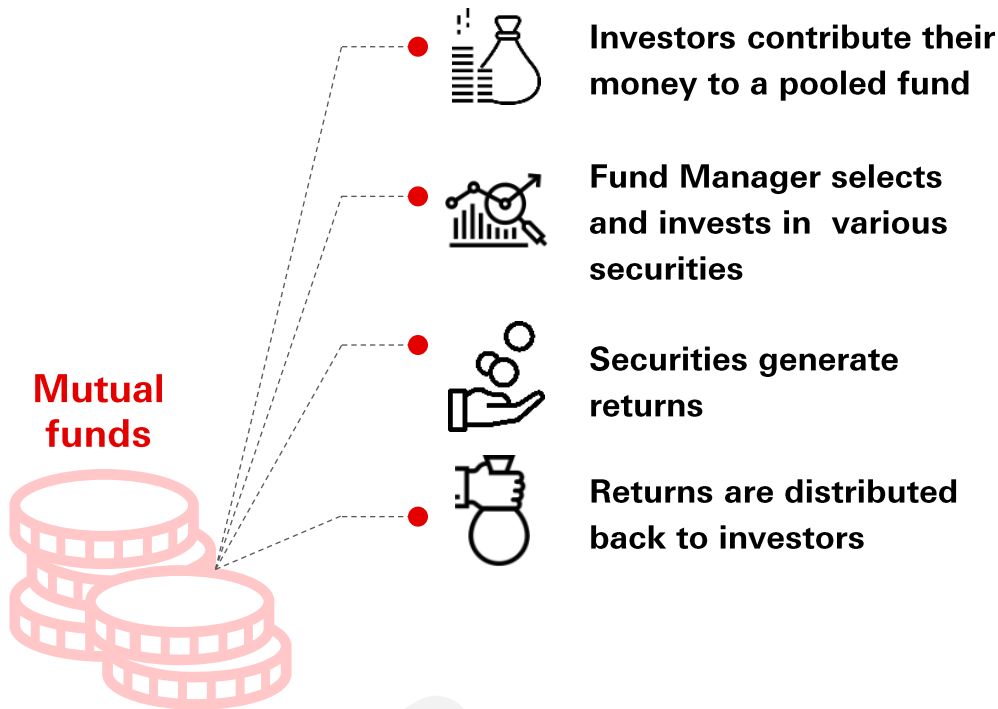 Investors contribute their
money to a pooled fund
Fund Manager selects
and invests in  various
securities
Securities generate
returns
Mutual
funds
Returns are distributed
back to investors